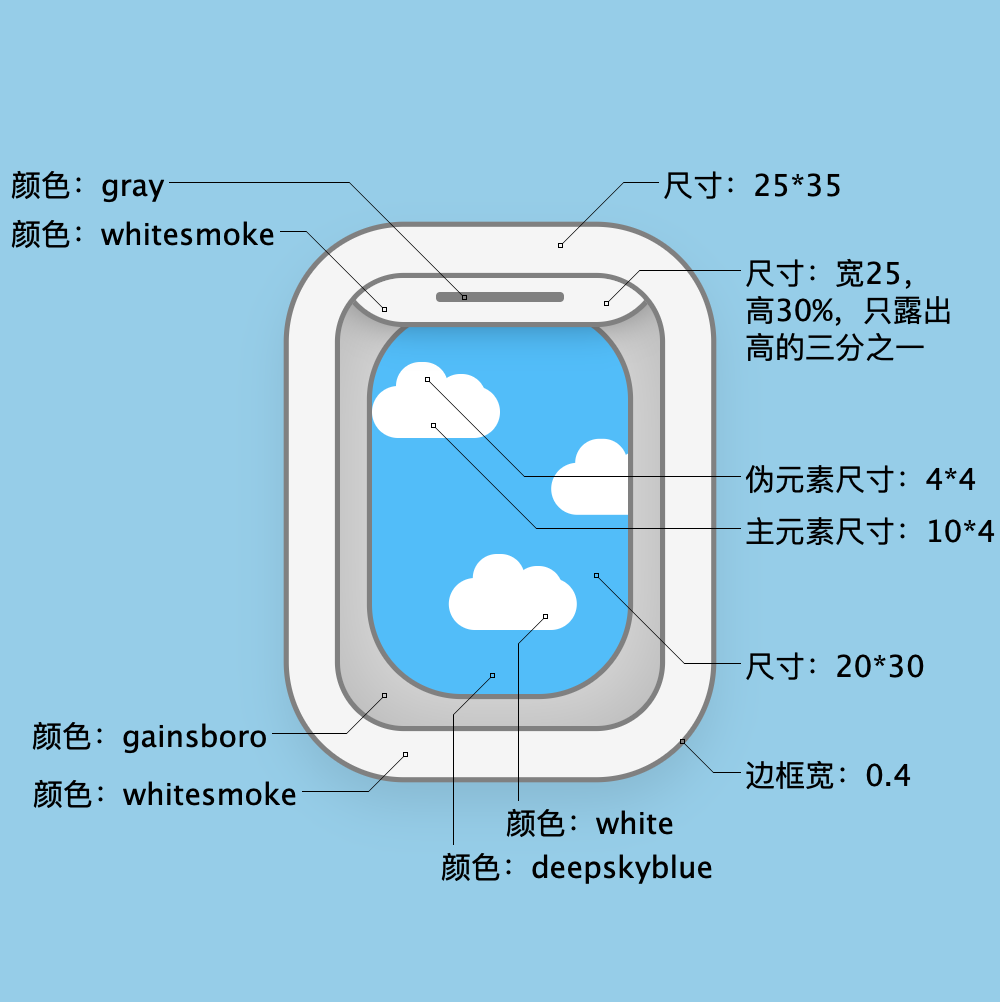 颜色：gray
尺寸：25*35
颜色：whitesmoke
尺寸：宽25，
高30%，只露出
高的三分之一
伪元素尺寸：4*4
主元素尺寸：10*4
尺寸：20*30
颜色：gainsboro
边框宽：0.4
颜色：whitesmoke
颜色：white
颜色：deepskyblue